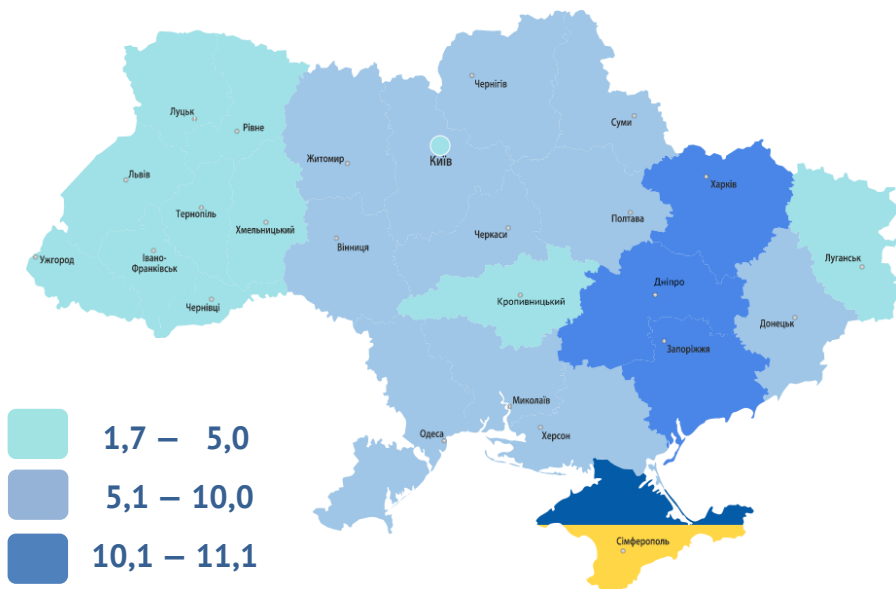 Чернігів
Луцьк
Рівне
Суми
Житомир
Київ
Львів
Харків
Тернопіль
Хмельницький
Полтава
Черкаси
Вінниця
Ужгород
Івано-
Франківськ
Луганськ
Чернівці
Кропивницький
Дніпро
Донецьк
Запоріжжя
Миколаїв
Одеса
Херсон
1,7 – 5,0
5,1 – 10,0
10,1 – 11,1
Сімферополь